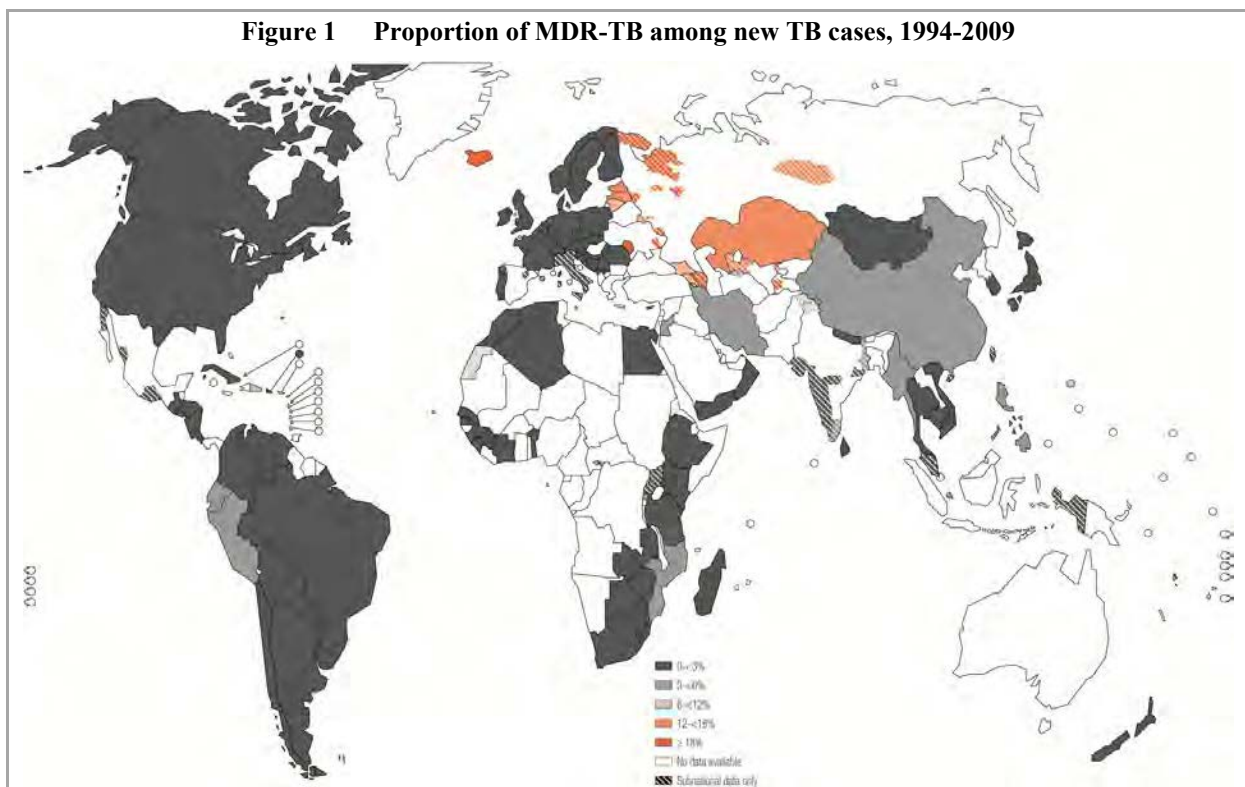 Figure 1 Proportion of MDR-TB among new TB cases, 1994-2009
0-<3%
3-<6%
6-<12%
12-<18%
≥ 18%
No data available
Subnational data only